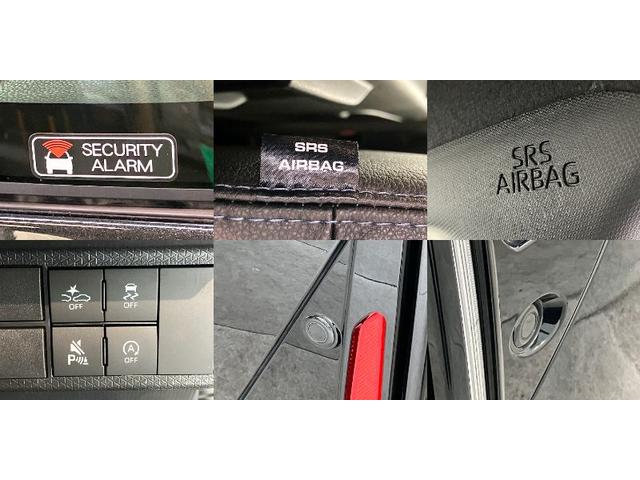 SECURITY
ALARM
SRS
AIRBAG
SRS
AIRBAG
OFF
OFF
P
A
OFF